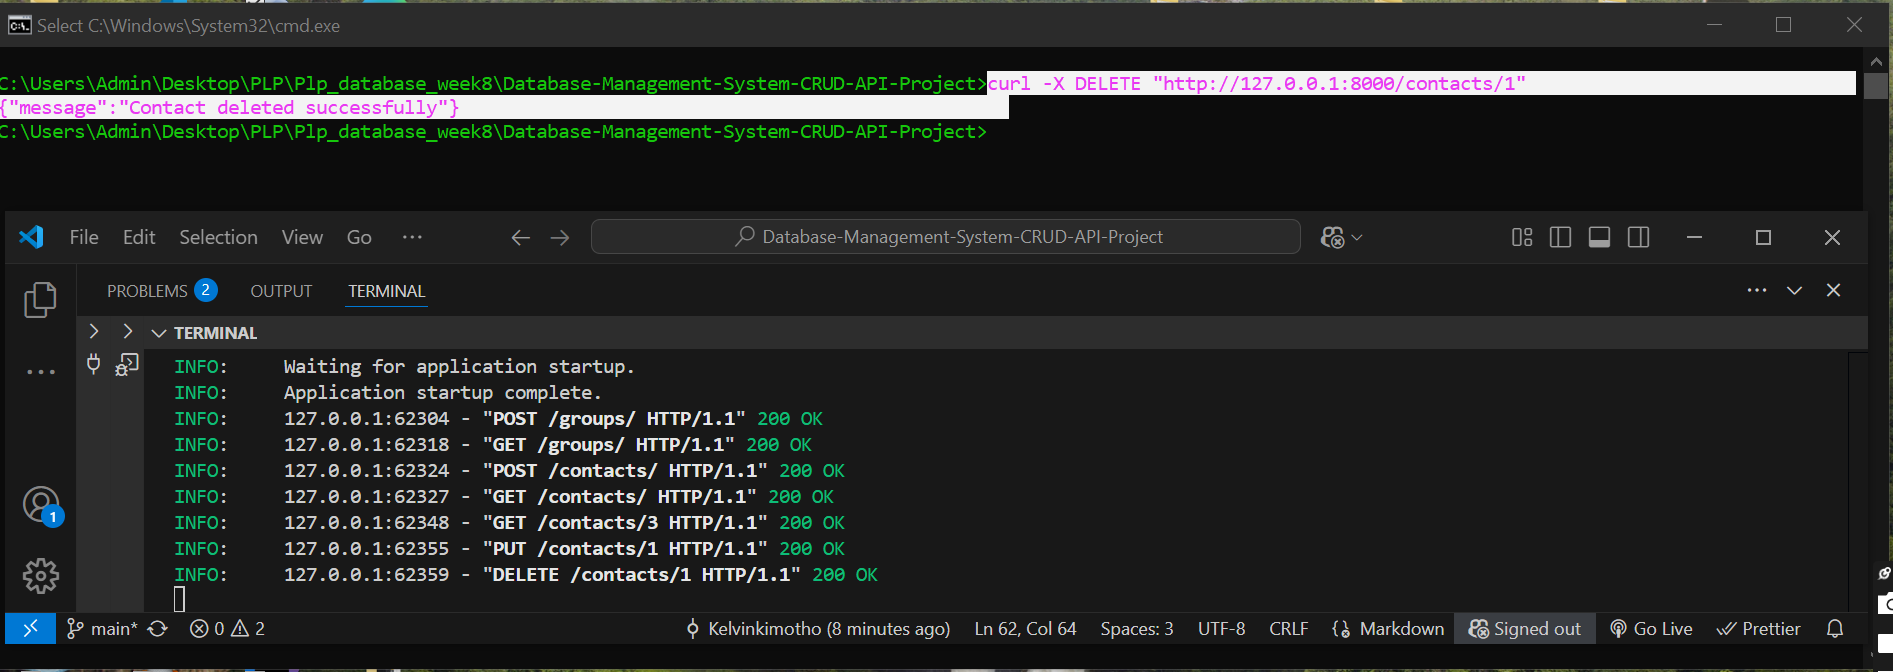 Select C:\Windows\System32\cmd.exe
C:\Users\Admin\Desktop\PLP\Plp_database_week8\Database-Management-System-CRUD-API-Project>curl -X DELETE "http://127.0.0.1:8000/contacts/1"
{"message":"Contact deleted successfully"}
C:\Users\Admin\Desktop\PLP\Plp_database_week8\Database-Management-System-CRUD-API-Project>
File Edit Selection View Go ··· Database-Management-System-CRUD-API-Project
PROBLEMS 2 OUTPUT TERMINAL
TERMINAL
INFO: Waiting for application startup.
INFO: Application startup complete.
INFO: 127.0.0.1:62304 - "POST /groups/ HTTP/1.1" 200 OK
INFO: 127.0.0.1:62318 - "GET /groups/ HTTP/1.1" 200 OK
INFO: 127.0.0.1:62324 - "POST /contacts/ HTTP/1.1" 200 OK
INFO: 127.0.0.1:62327 - "GET /contacts/ HTTP/1.1" 200 OK
INFO: 127.0.0.1:62348 - "GET /contacts/3 HTTP/1.1" 200 OK
INFO: 127.0.0.1:62355 - "PUT /contacts/1 HTTP/1.1" 200 OK
INFO: 127.0.0.1:62359 - "DELETE /contacts/1 HTTP/1.1" 200 OK
1
main* 0 2 Kelvinkimotho (8 minutes ago) Ln 62, Col 64 Spaces: 3 UTF-8 CRLF Markdown Signed out Go Live Prettier